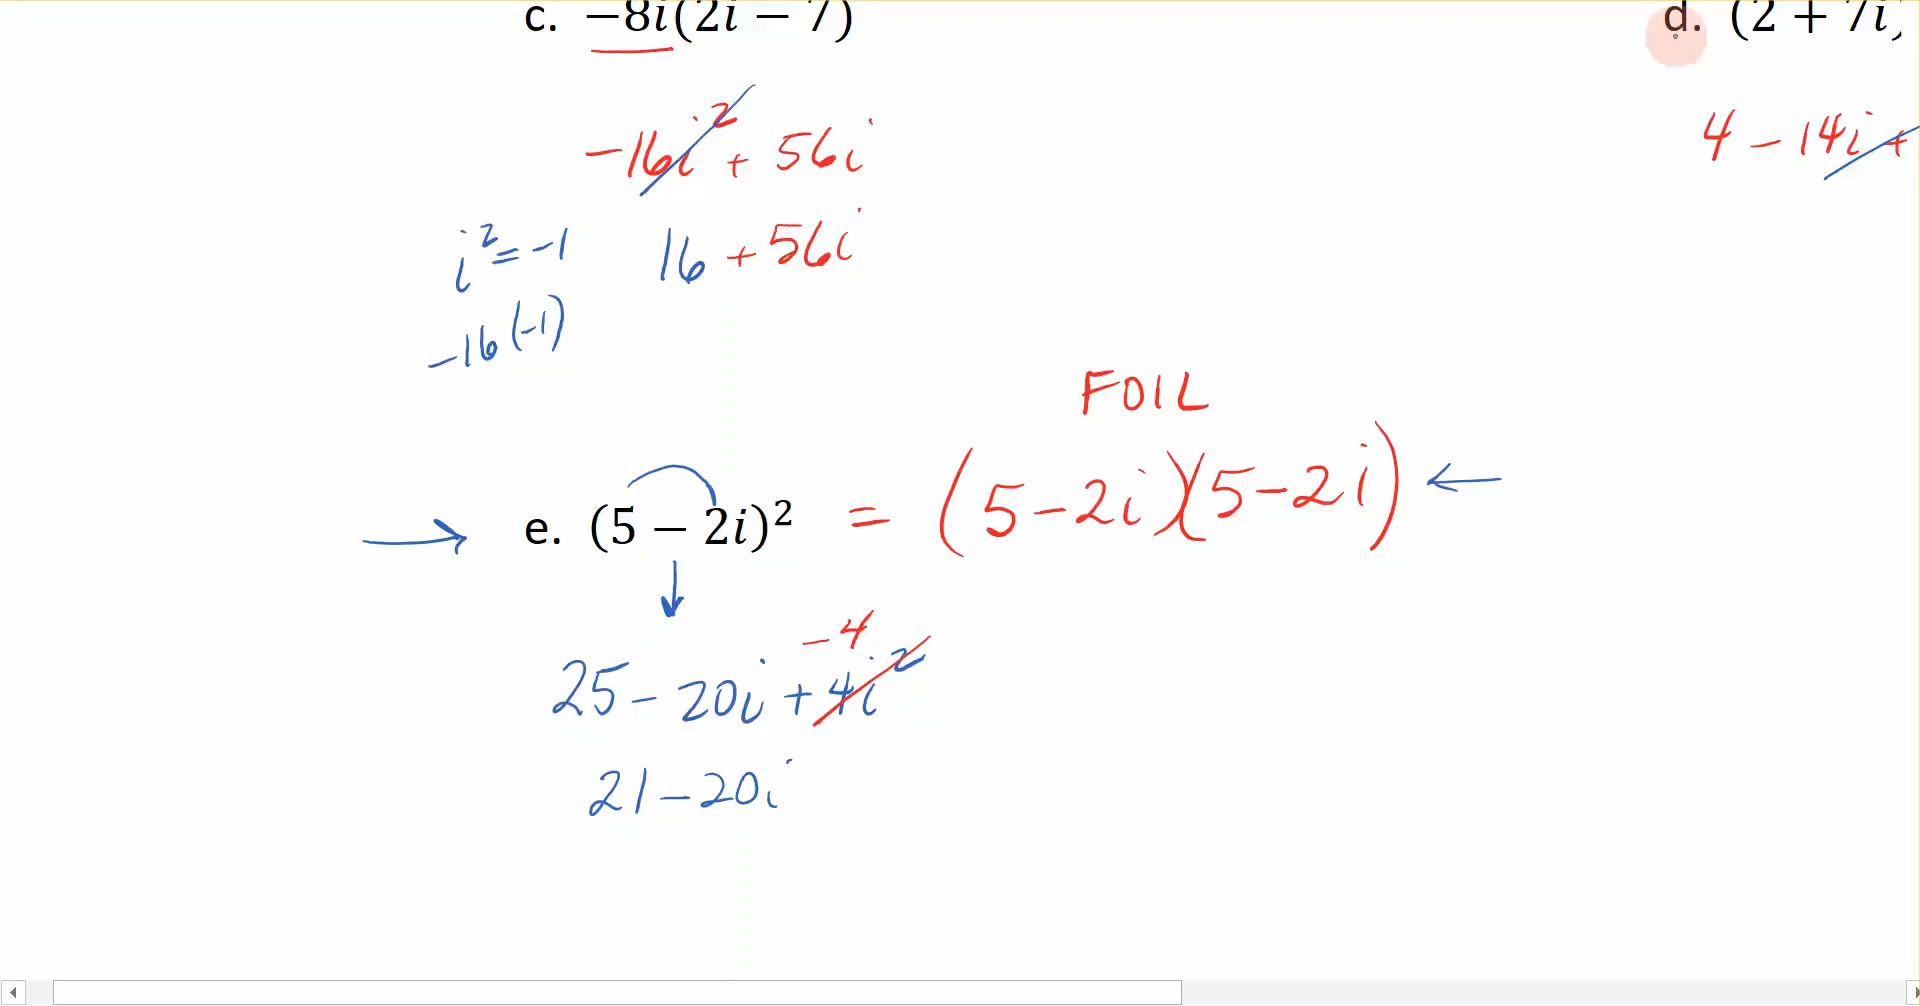 c. −8i(2i − 7)
d. (2 + 7i)
−16i² + 56i
4 − 14i +
i² = −1
16 + 56i
−16(−1)
FOIL
e. (5 − 2i)² = (5 − 2i)(5 − 2i)
−4
25 − 20i + 4i²
21 − 20i